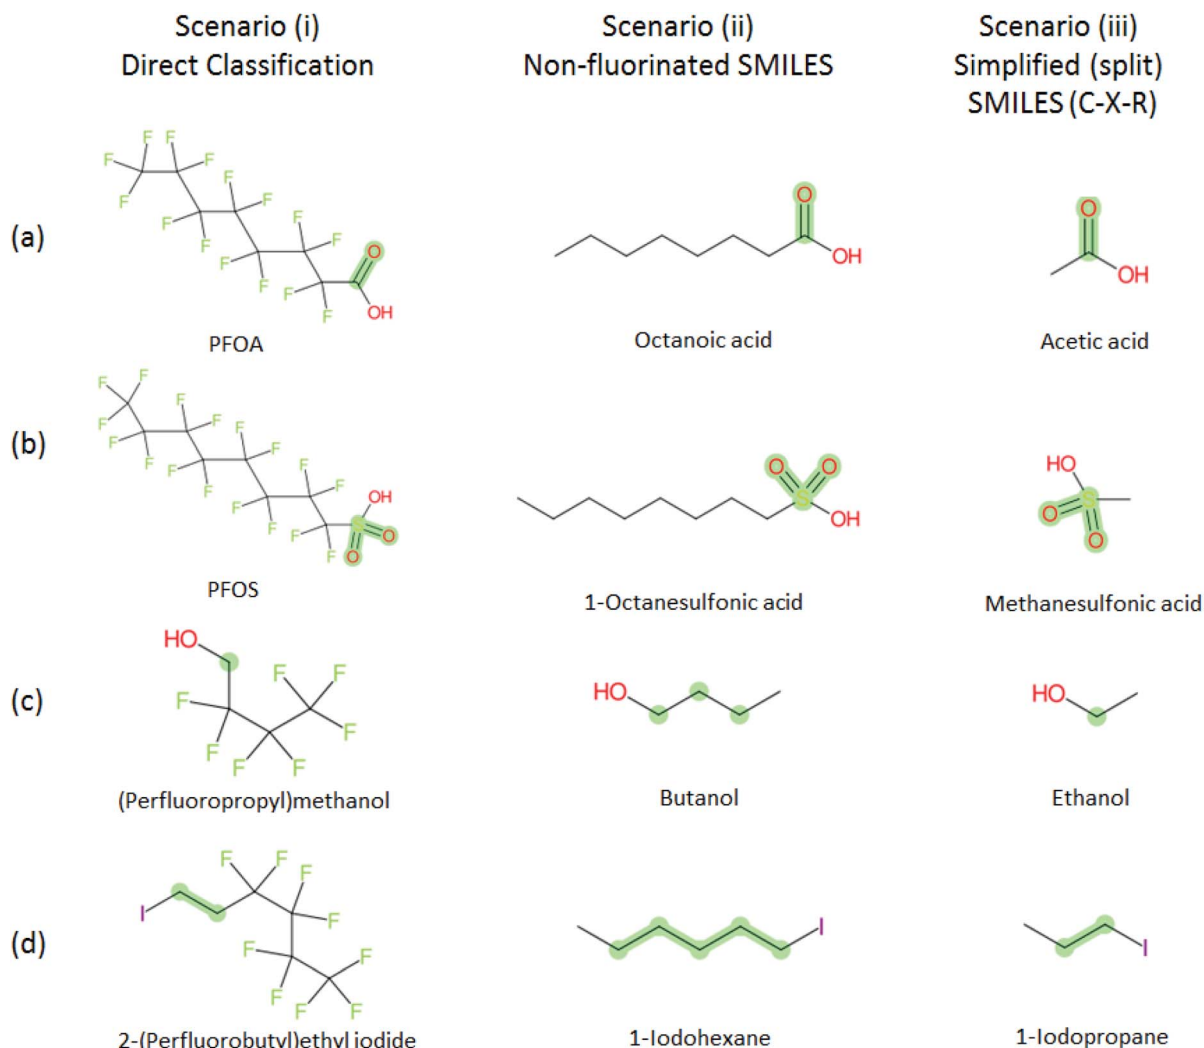 Scenario (i)
Direct Classification
Scenario (ii)
Non-fluorinated SMILES
Scenario (iii)
Simplified (split)
SMILES (C-X-R)
(a)
F F F F F F F F F F F F F F F O OH
PFOA
O OH
Octanoic acid
O OH
Acetic acid
(b)
F F F F F F F F F F F F F F F F F OH S O O
PFOS
O O S OH
1-Octanesulfonic acid
HO S O O
Methanesulfonic acid
(c)
HO F F F F F F F
(Perfluoropropyl)methanol
HO
Butanol
HO
Ethanol
(d)
I F F F F F F F F F
2-(Perfluorobutyl)ethyl iodide
I
1-Iodohexane
I
1-Iodopropane